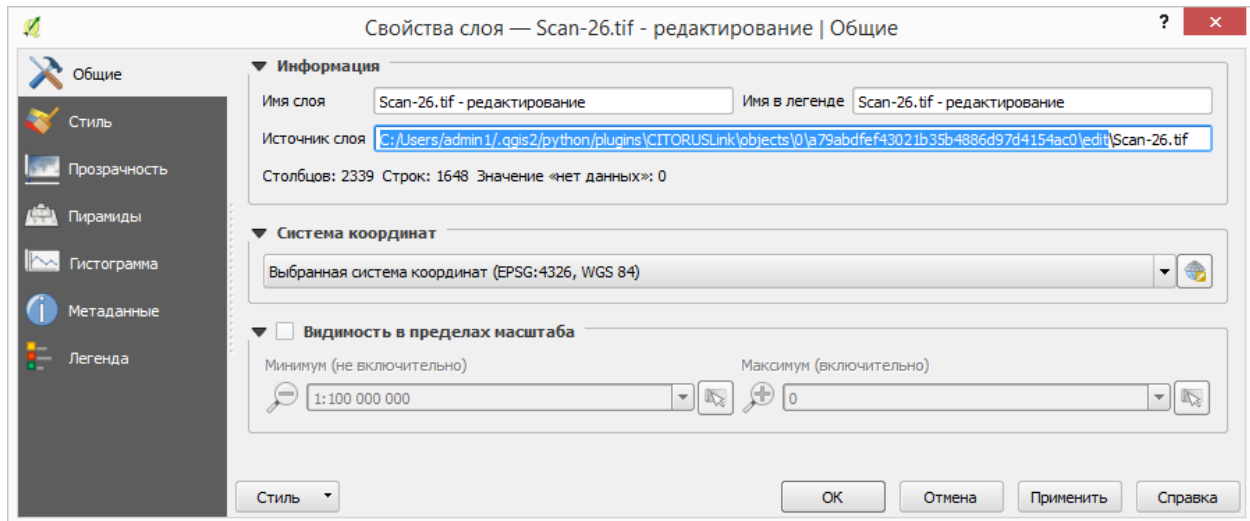 Свойства слоя — Scan-26.tif - редактирование | Общие
?
Общие
Стиль
Прозрачность
Пирамиды
Гистограмма
Метаданные
Легенда
Информация
Имя слоя Scan-26.tif - редактирование Имя в легенде Scan-26.tif - редактирование
Источник слоя C:/Users/admin1/.qgis2/python/plugins\CITORUSLink\objects\0\a79abdfef43021b35b4886d97d4154ac0\edit\Scan-26.tif
Столбцов: 2339 Строк: 1648 Значение «нет данных»: 0
Система координат
Выбранная система координат (EPSG:4326, WGS 84)
Видимость в пределах масштаба
Минимум (не включительно) Максимум (включительно)
1:100 000 000 0
Стиль OK Отмена Применить Справка